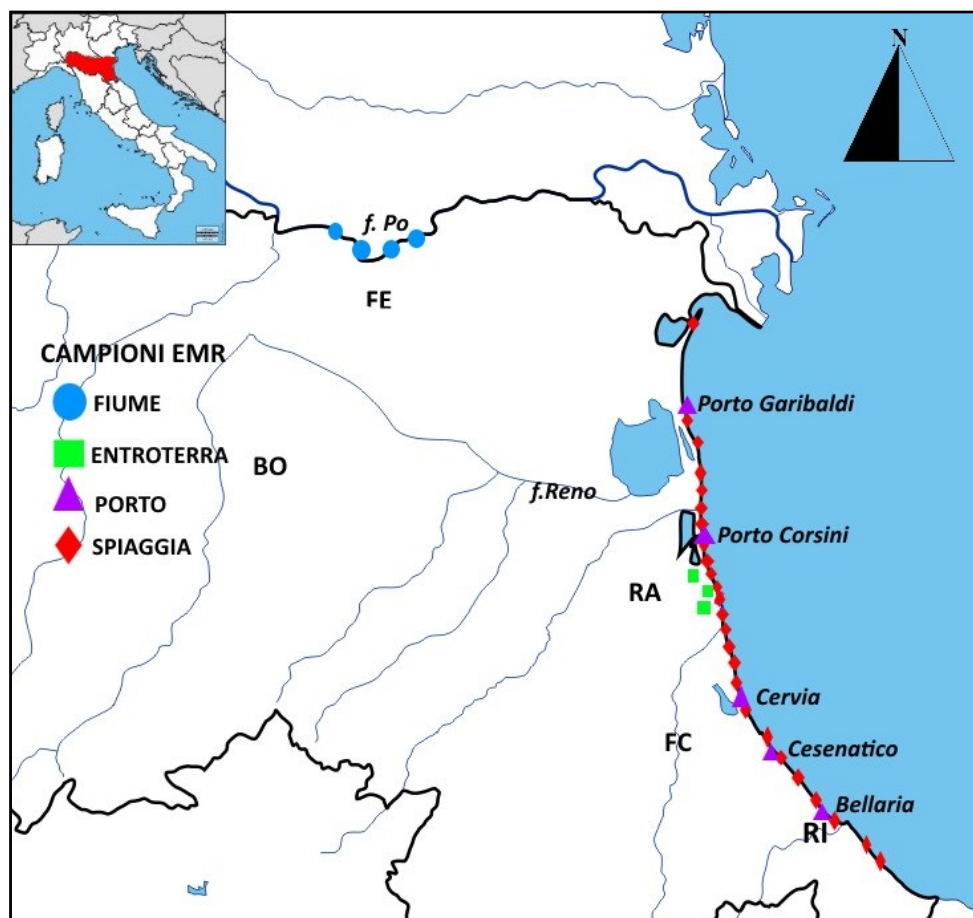 N
f. Po
FE
CAMPIONI EMR
FIUME
ENTROTERRA
PORTO
SPIAGGIA
Porto Garibaldi
BO
f.Reno
Porto Corsini
RA
Cervia
FC
Cesenatico
Bellaria
RI